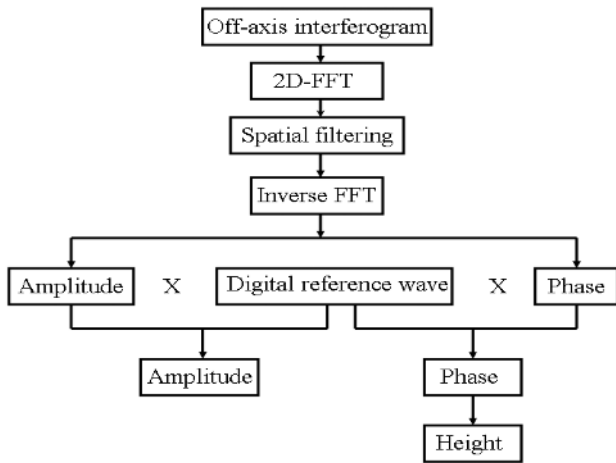 Off-axis interferogram
2D-FFT
Spatial filtering
Inverse FFT
Amplitude X Digital reference wave X Phase
Amplitude Phase
Height